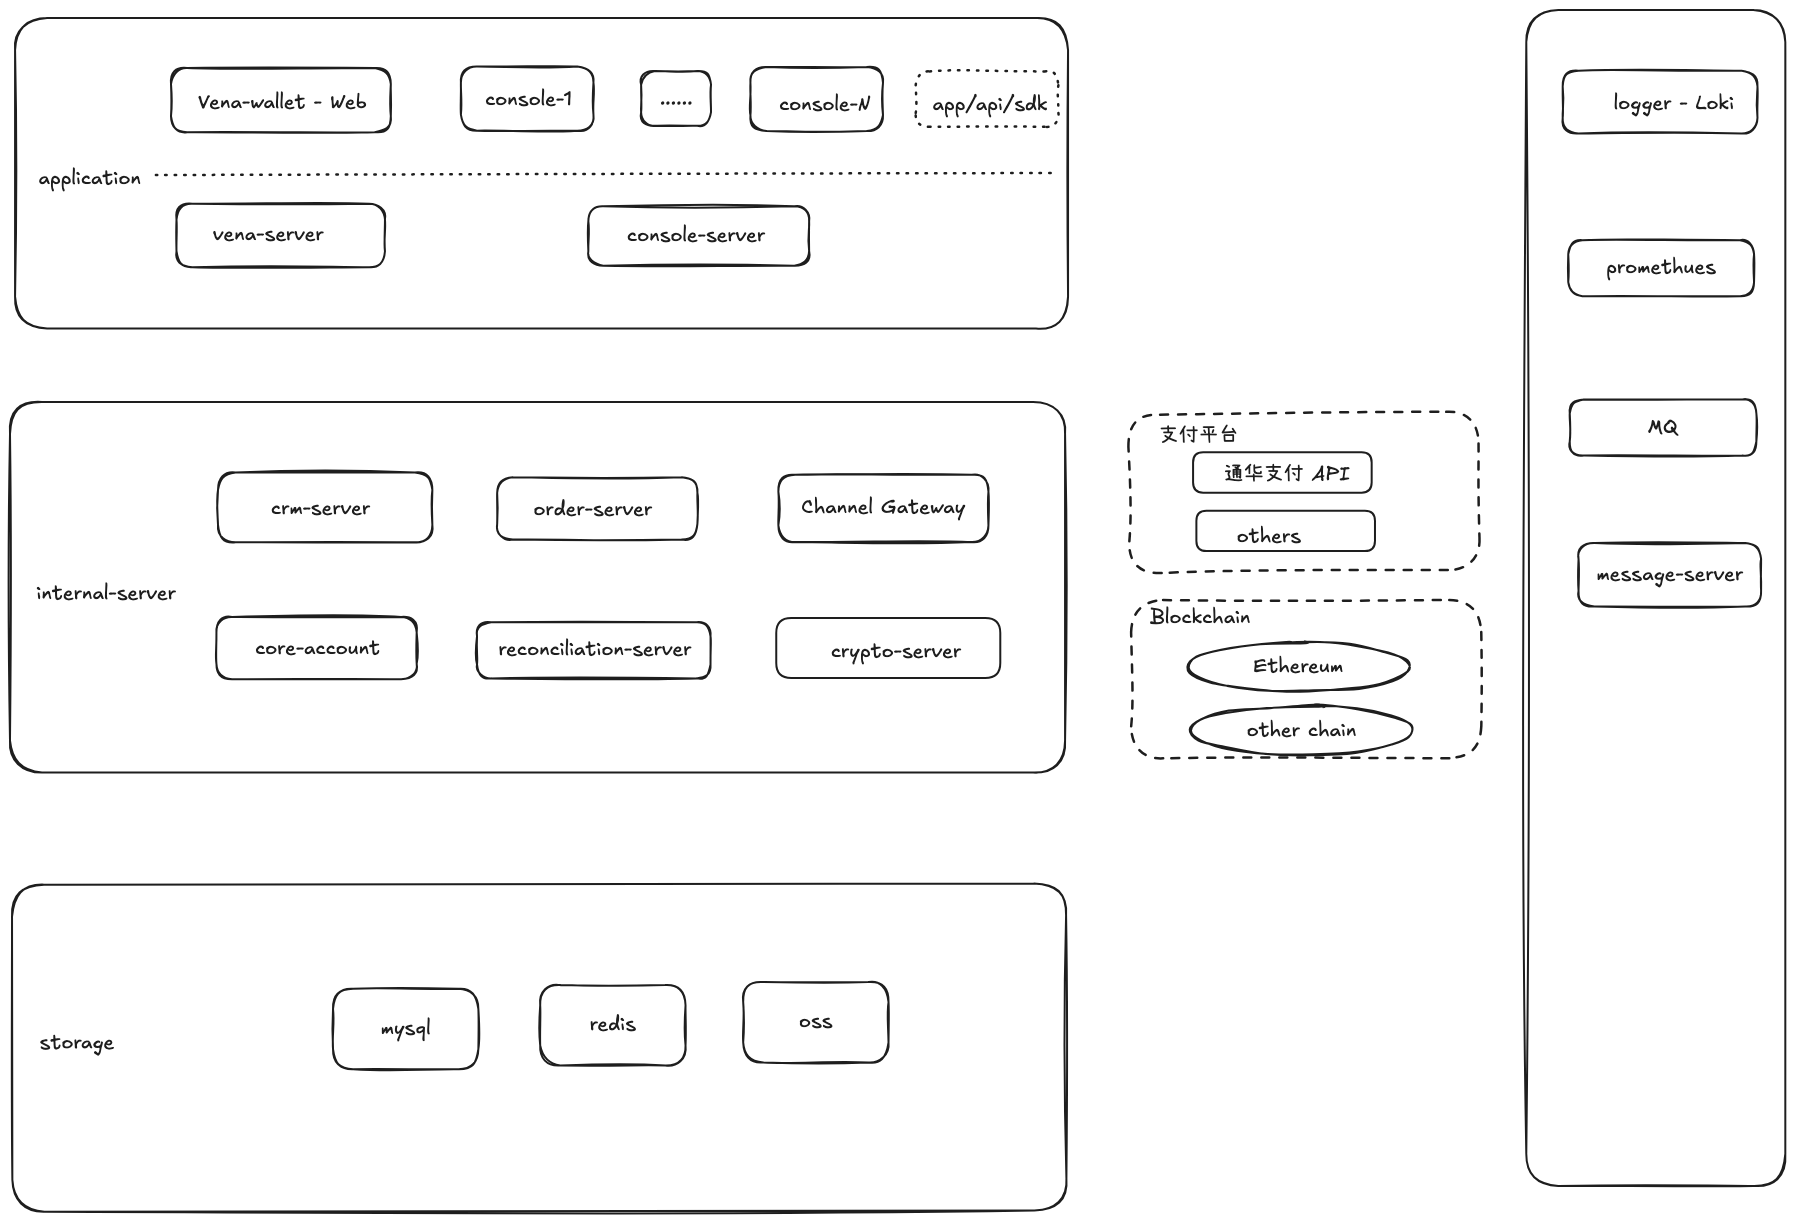 Vena-wallet - Web
console-1
......
console-N
app/api/sdk
application
vena-server
console-server
internal-server
crm-server
order-server
Channel Gateway
core-account
reconciliation-server
crypto-server
支付平台
通华支付 API
others
Blockchain
Ethereum
other chain
storage
mysql
redis
oss
logger - Loki
promethues
MQ
message-server